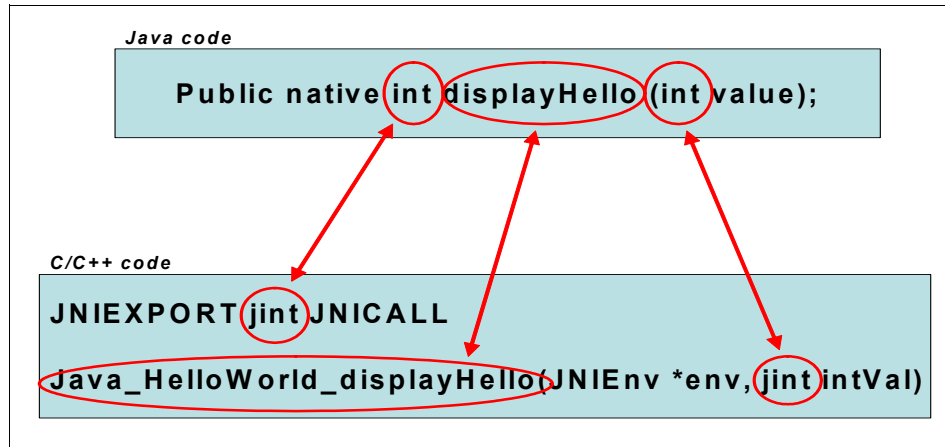 Java code
Public native int displayHello (int value);
C/C++ code
JNIEXPORT jint JNICALL
Java_HelloWorld_displayHello(JNIEnv *env, jint intVal)